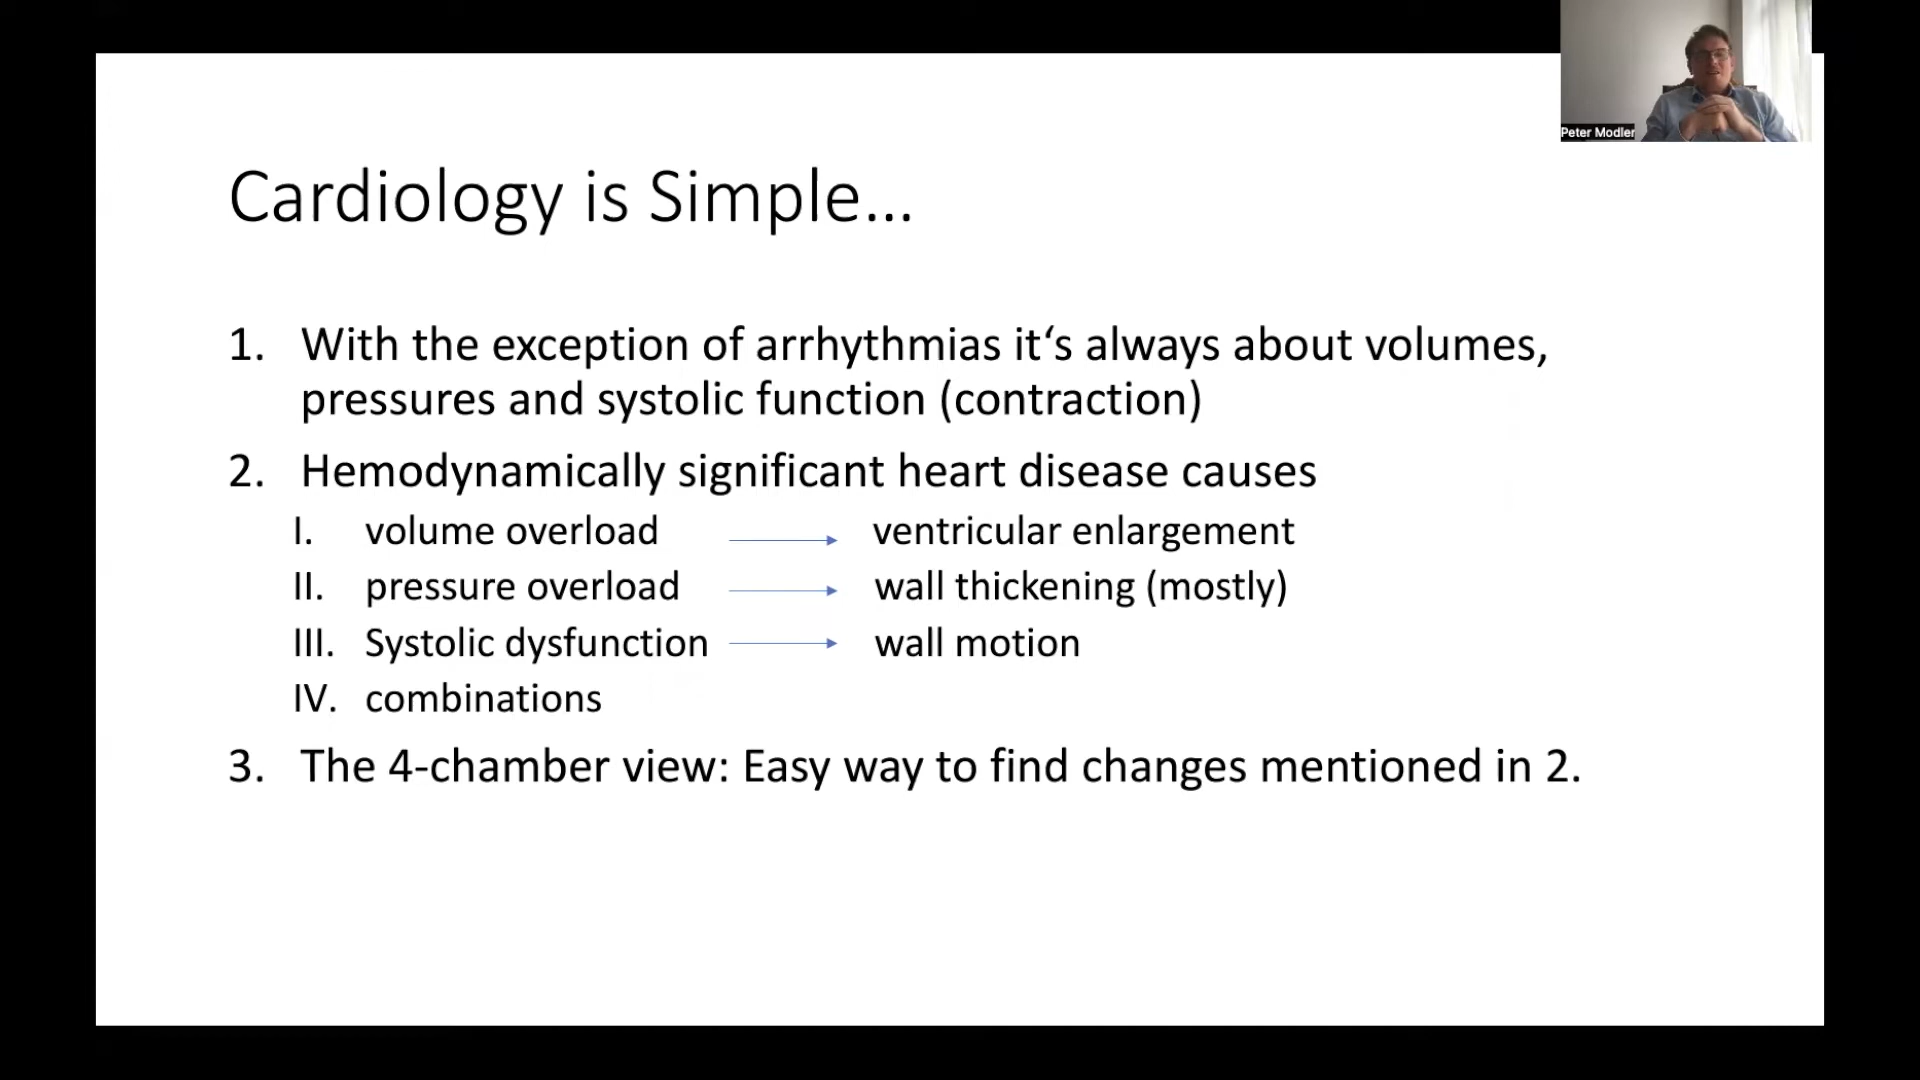 Peter Modler
Cardiology is Simple...
1. With the exception of arrhythmias it‘s always about volumes,
pressures and systolic function (contraction)
2. Hemodynamically significant heart disease causes
I. volume overload ventricular enlargement
II. pressure overload wall thickening (mostly)
III. Systolic dysfunction wall motion
IV. combinations
3. The 4-chamber view: Easy way to find changes mentioned in 2.